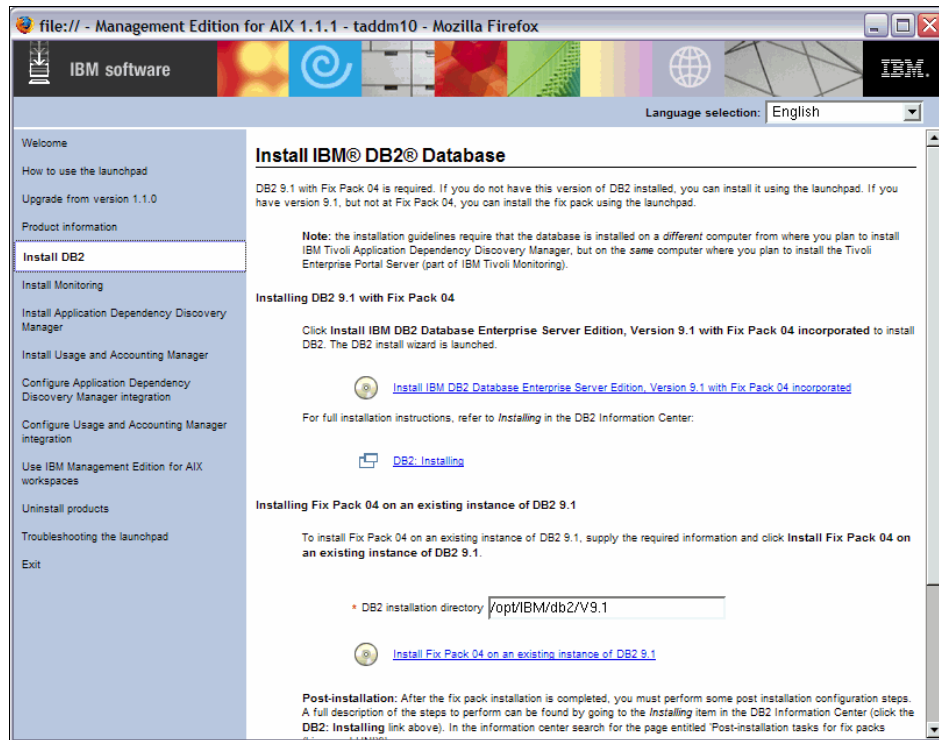 file:// - Management Edition for AIX 1.1.1 - taddm10 - Mozilla Firefox
IBM software
IBM.
Language selection: English
Welcome
How to use the launchpad
Upgrade from version 1.1.0
Product information
Install DB2
Install Monitoring
Install Application Dependency Discovery
Manager
Install Usage and Accounting Manager
Configure Application Dependency
Discovery Manager integration
Configure Usage and Accounting Manager
integration
Use IBM Management Edition for AIX
workspaces
Uninstall products
Troubleshooting the launchpad
Exit
Install IBM® DB2® Database
DB2 9.1 with Fix Pack 04 is required. If you do not have this version of DB2 installed, you can install it using the launchpad. If you
have version 9.1, but not at Fix Pack 04, you can install the fix pack using the launchpad.
Note: the installation guidelines require that the database is installed on a different computer from where you plan to install
IBM Tivoli Application Dependency Discovery Manager, but on the same computer where you plan to install the Tivoli
Enterprise Portal Server (part of IBM Tivoli Monitoring).
Installing DB2 9.1 with Fix Pack 04
Click Install IBM DB2 Database Enterprise Server Edition, Version 9.1 with Fix Pack 04 incorporated to install
DB2. The DB2 install wizard is launched.
Install IBM DB2 Database Enterprise Server Edition, Version 9.1 with Fix Pack 04 incorporated
For full installation instructions, refer to Installing in the DB2 Information Center:
DB2: Installing
Installing Fix Pack 04 on an existing instance of DB2 9.1
To install Fix Pack 04 on an existing instance of DB2 9.1, supply the required information and click Install Fix Pack 04 on
an existing instance of DB2 9.1.
* DB2 installation directory /opt/IBM/db2/V9.1
Install Fix Pack 04 on an existing instance of DB2 9.1
Post-installation: After the fix pack installation is completed, you must perform some post installation configuration steps.
A full description of the steps to perform can be found by going to the Installing item in the DB2 Information Center (click the
DB2: Installing link above). In the information center search for the page entitled 'Post-installation tasks for fix packs